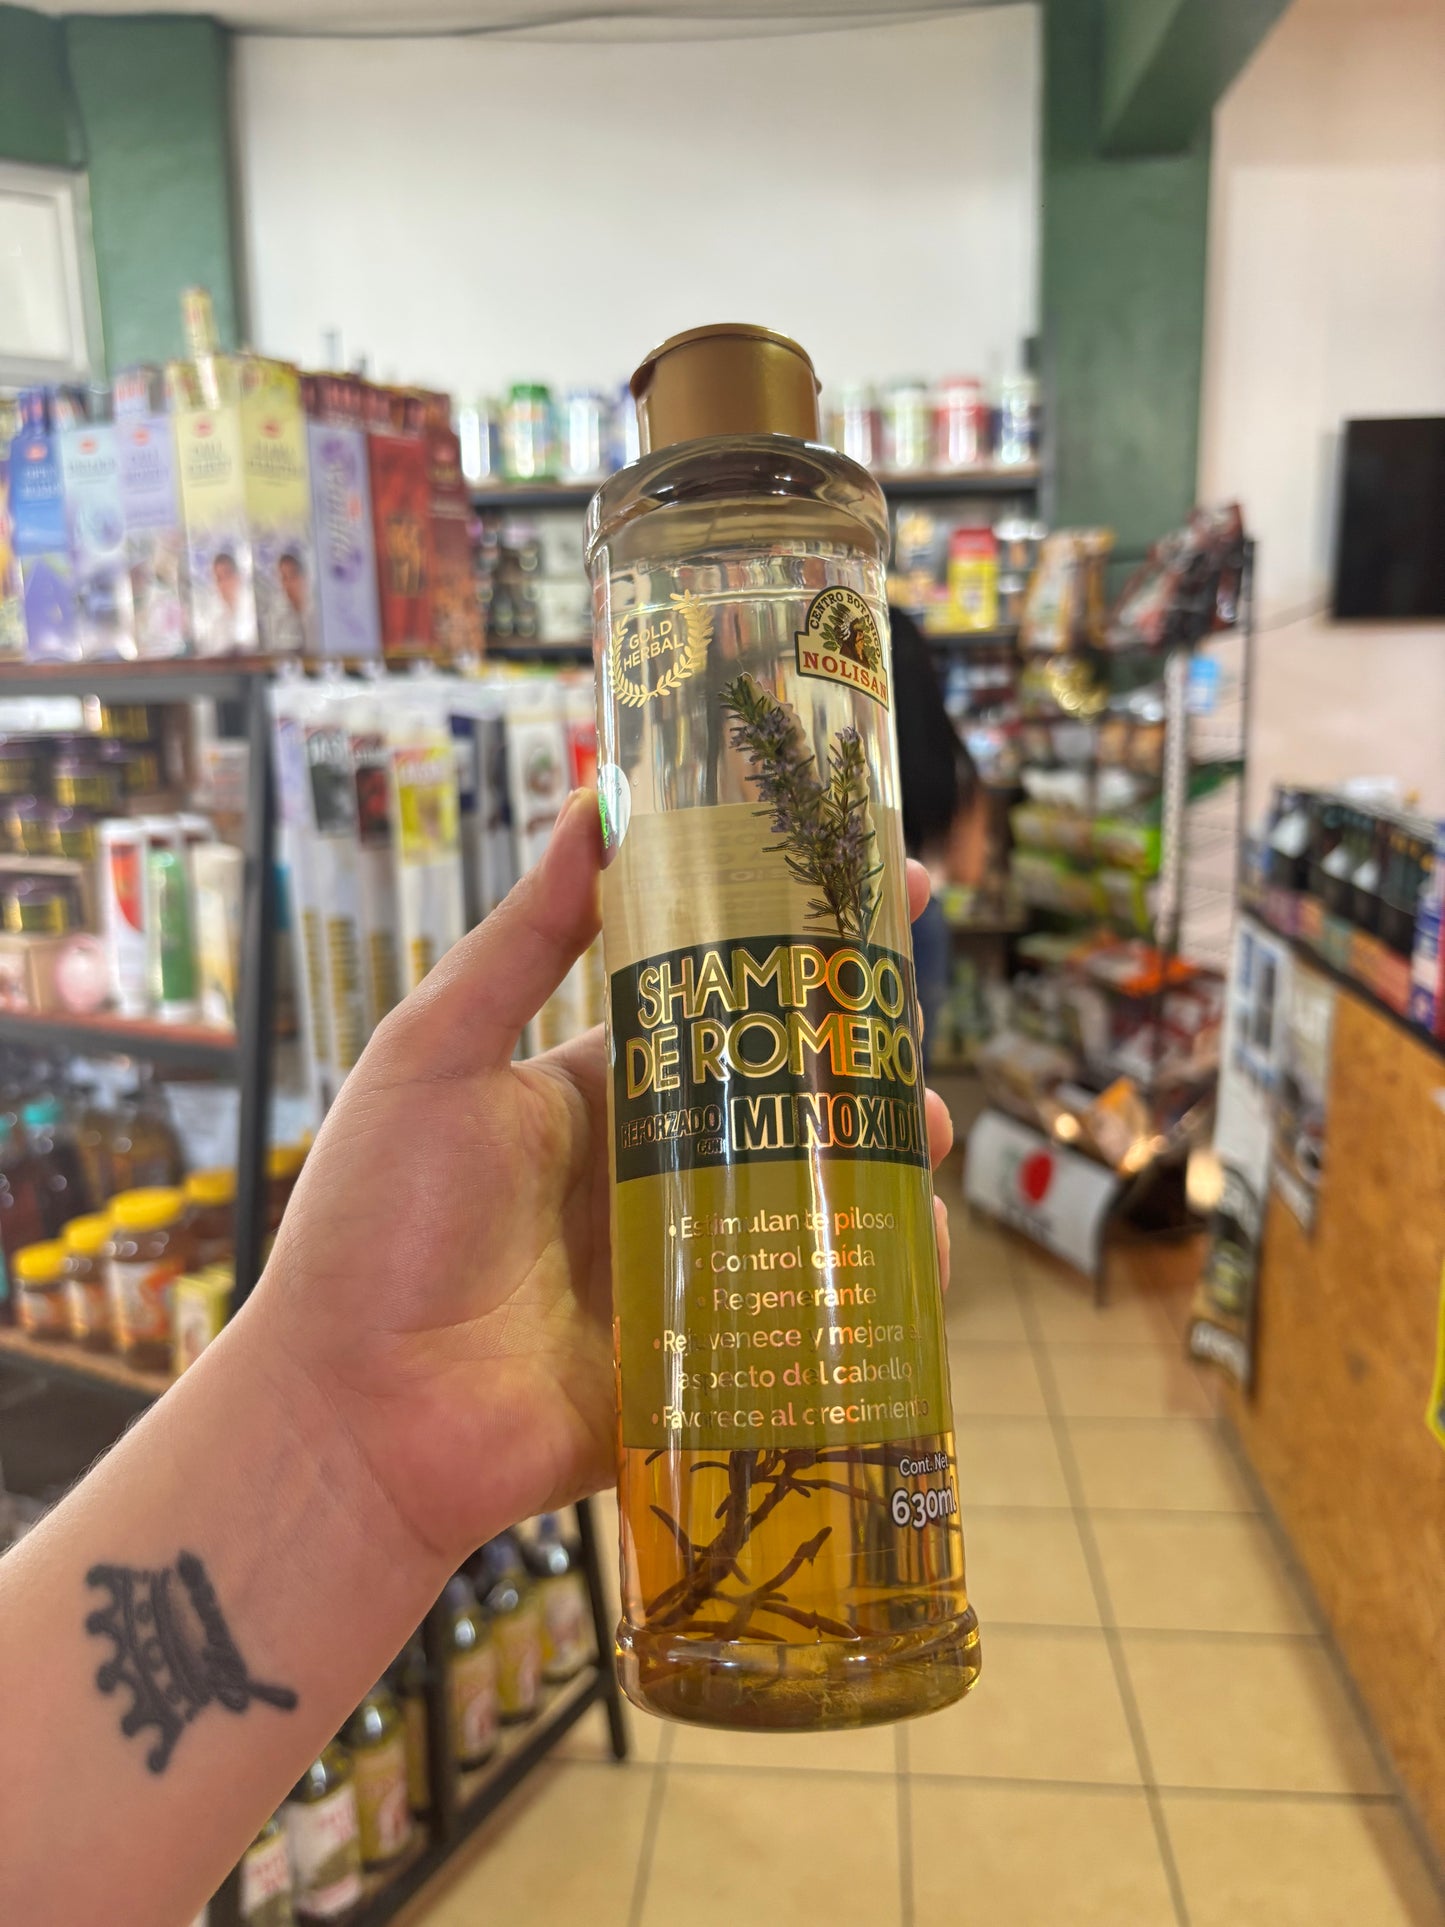 GOLD
HERBAL
CENTRO BOTANICO
NOLISAN
SHAMPOO
DE ROMERO
REFORZADO
CON
MINOXIDIL
• Estimulante piloso
• Control caída
• Regenerante
• Rejuvenece y mejora el
aspecto del cabello
• Favorece al crecimiento
Cont. Net
630ml